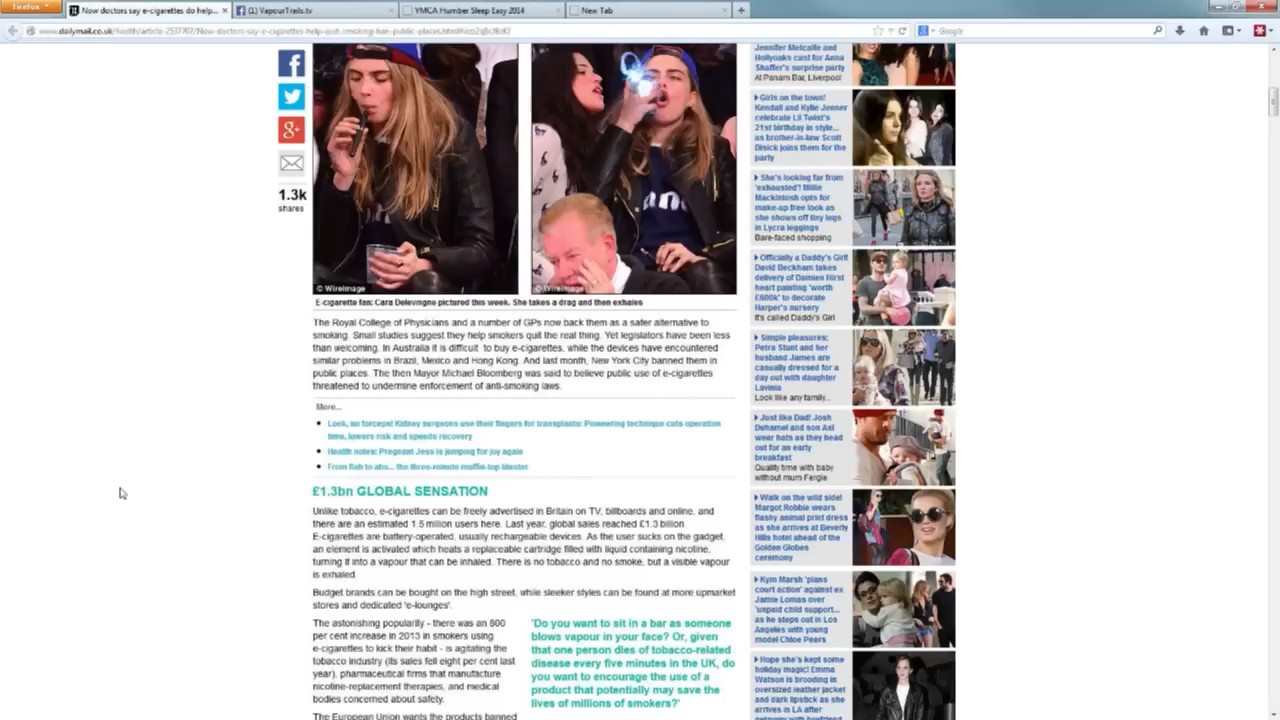 Firefox
Now doctors say e-cigarettes do help...
(1) VapourTrails.tv
YMCA Humber Sleep Easy 2014
New Tab
Google
1.3k
shares
© WireImage
© WireImage
E-cigarette fan: Cara Delevingne pictured this week. She takes a drag and then exhales
The Royal College of Physicians and a number of GPs now back them as a safer alternative to
smoking. Small studies suggest they help smokers quit the real thing. Yet legislators have been less
than welcoming. In Australia it is difficult to buy e-cigarettes, while the devices have encountered
similar problems in Brazil, Mexico and Hong Kong. And last month, New York City banned them in
public places. The then Mayor Michael Bloomberg was said to believe public use of e-cigarettes
threatened to undermine enforcement of anti-smoking laws.
More...
Look, no forceps! Kidney surgeons use their fingers for transplants: Pioneering technique cuts operation
time, lowers risk and speeds recovery
Health notes: Pregnant Jess is jumping for joy again
From flab to abs... the three-minute muffin-top blaster
£1.3bn GLOBAL SENSATION
Unlike tobacco, e-cigarettes can be freely advertised in Britain on TV, billboards and online, and
there are an estimated 1.5 million users here. Last year, global sales reached £1.3 billion.
E-cigarettes are battery-operated, usually rechargeable devices. As the user sucks on the gadget,
an element is activated which heats a replaceable cartridge filled with liquid containing nicotine,
turning it into a vapour that can be inhaled. There is no tobacco and no smoke, but a visible vapour
is exhaled.
Budget brands can be bought on the high street, while sleeker styles can be found at more upmarket
stores and dedicated 'e-lounges'.
The astonishing popularity - there was an 800
per cent increase in 2013 in smokers using
e-cigarettes to kick their habit - is agitating the
tobacco industry (its sales fell eight per cent last
year), pharmaceutical firms that manufacture
nicotine-replacement therapies, and medical
bodies concerned about safety.
The European Union wants the products banned
'Do you want to sit in a bar as someone
blows vapour in your face? Or, given
that one person dies of tobacco-related
disease every five minutes in the UK, do
you want to encourage the use of a
product that potentially may save the
lives of millions of smokers?'
Jennifer Metcalfe and
Hollyoaks cast for Anna
Shaffer's surprise party
At Panam Bar, Liverpool
Girls on the town!
Kendall and Kylie Jenner
celebrate Lil Twist's
21st birthday in style...
as brother-in-law Scott
Disick joins them for the
party
She's looking far from
'exhausted'! Millie
Mackintosh opts for
make-up free look as
she shows off tiny legs
in Lycra leggings
Bare-faced shopping
Officially a Daddy's Girl!
David Beckham takes
delivery of Damien Hirst
heart painting 'worth
£600k' to decorate
Harper's nursery
It's called Daddy's Girl
Simple pleasures:
Petra Stunt and her
husband James are
casually dressed for a
day out with daughter
Lavinia
Look like any family...
Just like Dad! Josh
Duhamel and son Axl
wear hats as they head
out for an early
breakfast
Quality time with baby
without mum Fergie
Walk on the wild side!
Margot Robbie wears
flashy animal print dress
as she arrives at Beverly
Hills hotel ahead of the
Golden Globes
ceremony
Kym Marsh 'plans
court action' against ex
Jamie Lomas over
'unpaid child support...
as he steps out in Los
Angeles with young
model Chloe Pears
Hope she's kept some
holiday magic! Emma
Watson is brooding in
oversized leather jacket
and dark lipstick as she
arrives in LA after
getaway with boyfriend